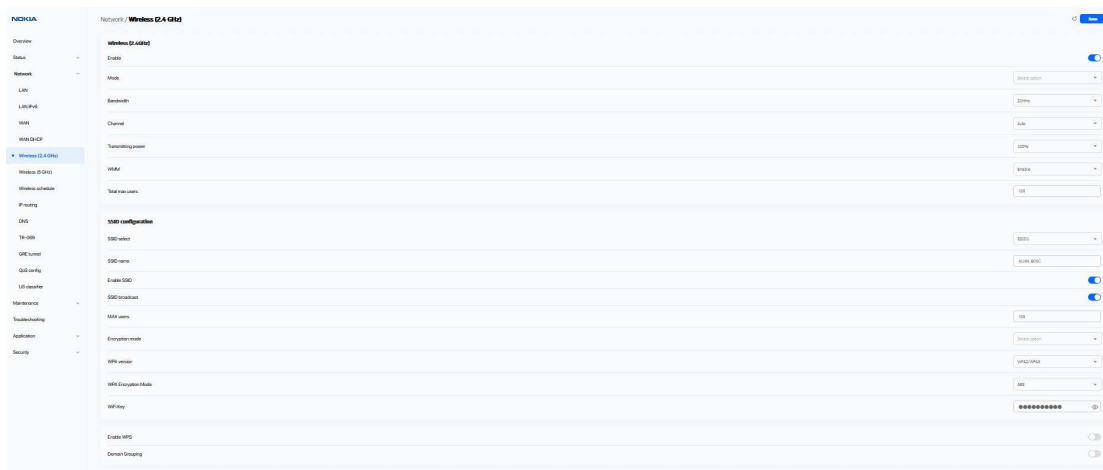 NOKIA
Network / Wireless (2.4 GHz)
Save
Overview
Status
Network
LAN
LAN IPv6
WAN
WAN DHCP
Wireless (2.4 GHz)
Wireless (5 GHz)
Wireless schedule
IP routing
DNS
TR-069
GRE tunnel
QoS config
US classifier
Maintenance
Troubleshooting
Application
Security
Wireless (2.4GHz)
Enable
Mode
Select option
Bandwidth
Channel
Auto
Transmitting power
100%
WMM
Enable
Total max users
SSID configuration
SSID select
SSID name
Enable SSID
SSID broadcast
MAX users
Encryption mode
Select option
WPA version
WPA2/WPA3
WPA Encryption Mode
AES
WiFi Key
Enable WPS
Domain Grouping